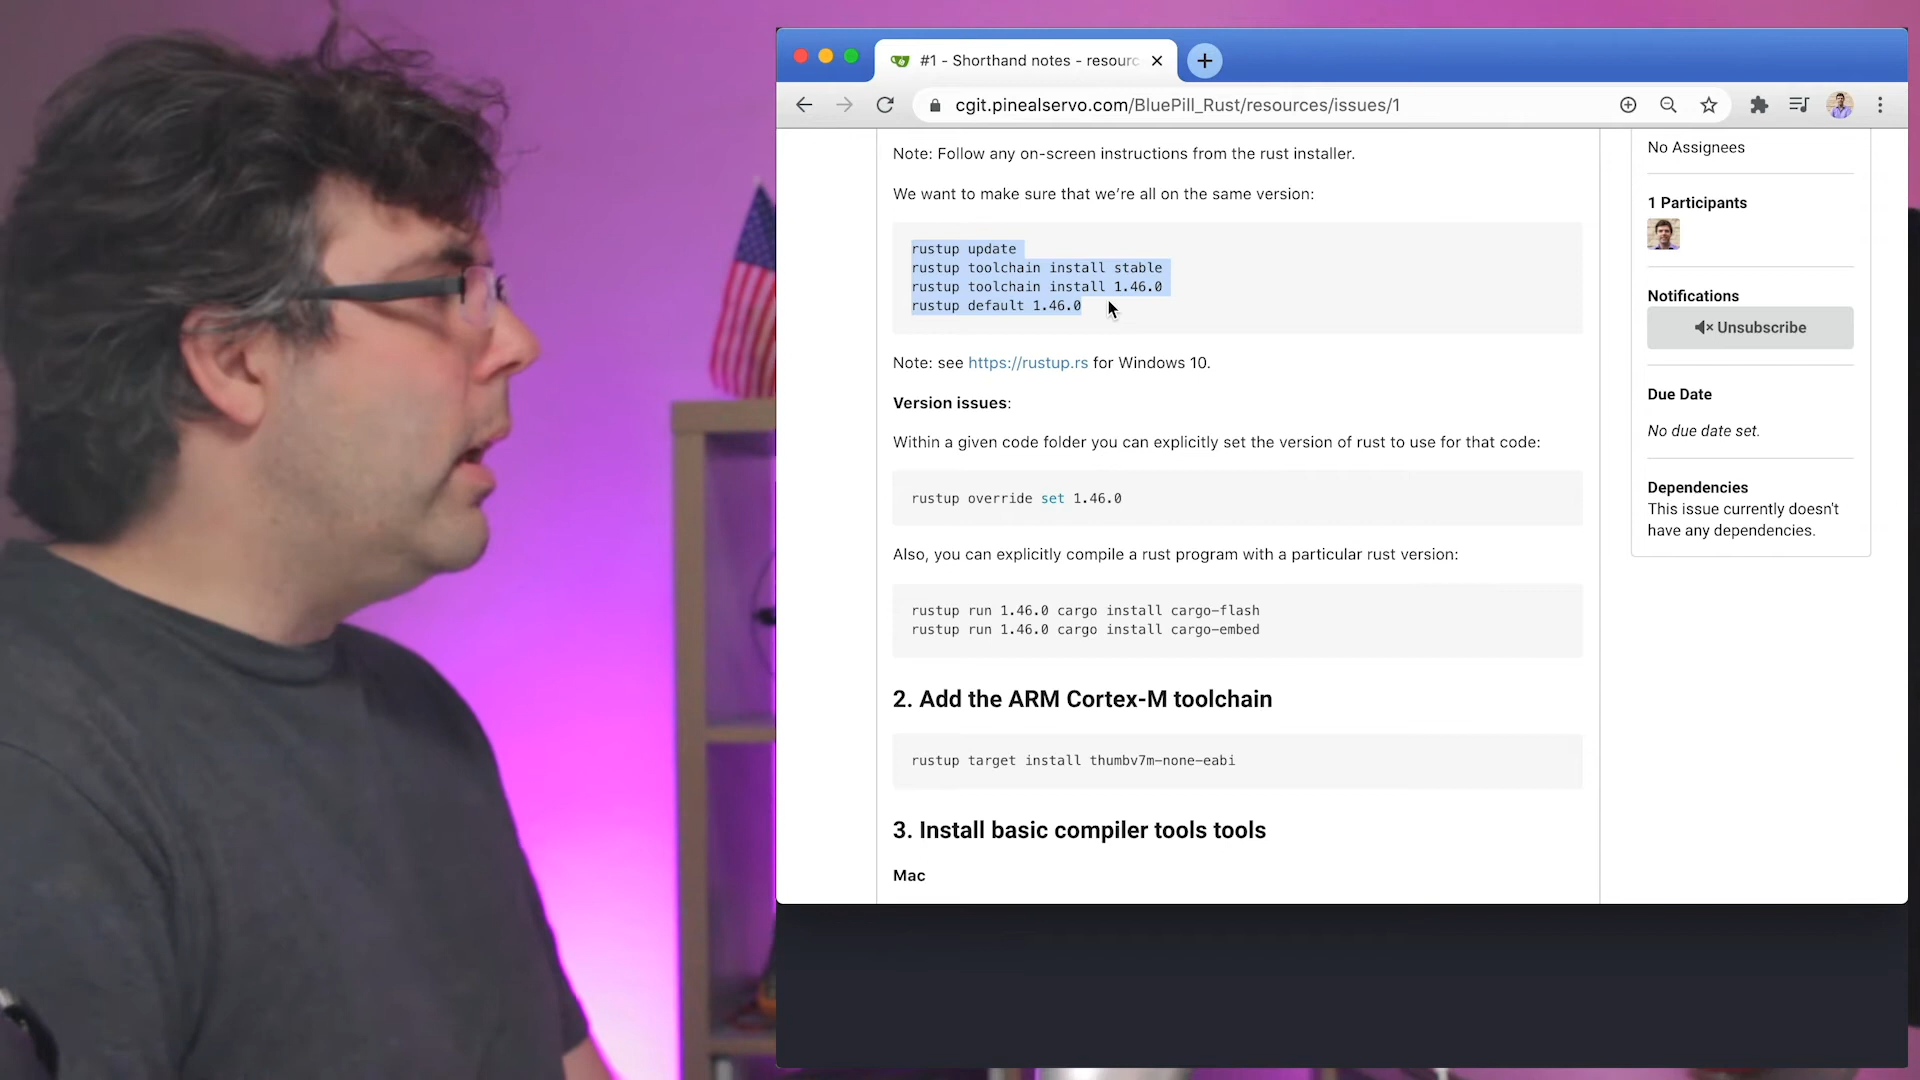 #1 - Shorthand notes - resourc
cgit.pinealservo.com/BluePill_Rust/resources/issues/1
Note: Follow any on-screen instructions from the rust installer.
We want to make sure that we're all on the same version:
rustup update
rustup toolchain install stable
rustup toolchain install 1.46.0
rustup default 1.46.0
Note: see https://rustup.rs for Windows 10.
Version issues:
Within a given code folder you can explicitly set the version of rust to use for that code:
rustup override set 1.46.0
Also, you can explicitly compile a rust program with a particular rust version:
rustup run 1.46.0 cargo install cargo-flash
rustup run 1.46.0 cargo install cargo-embed
2. Add the ARM Cortex-M toolchain
rustup target install thumbv7m-none-eabi
3. Install basic compiler tools tools
Mac
No Assignees
1 Participants
Notifications
Unsubscribe
Due Date
No due date set.
Dependencies
This issue currently doesn't
have any dependencies.